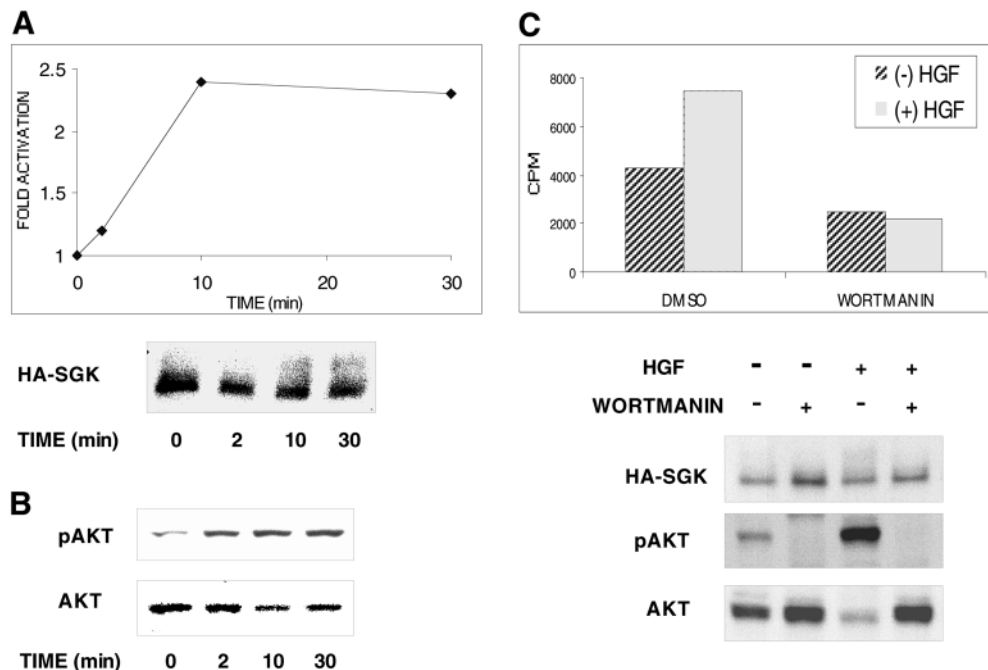 A
FOLD ACTIVATION
2.5
2
1.5
1
0 10 20 30
TIME (min)
HA-SGK
TIME (min) 0 2 10 30
B
pAKT
AKT
TIME (min) 0 2 10 30
C
CPM
8000
6000
4000
2000
0
(-) HGF
(+) HGF
DMSO WORTMANIN
HGF - - + +
WORTMANIN - + - +
HA-SGK
pAKT
AKT